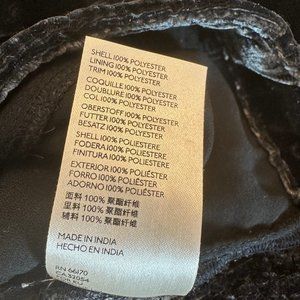 SHELL 100% POLYESTER
LINING 100% POLYESTER
TRIM 100% POLYESTER
COQUILLE 100% POLYESTER
DOUBLURE 100% POLYESTER
COL 100% POLYESTER
OBERSTOFF 100% POLYESTER
FUTTER 100% POLYESTER
BESATZ 100% POLYESTER
SHELL 100% POLIESTERE
FODERA 100% POLIESTERE
FINITURA 100% POLIESTERE
EXTERIOR 100% POLIÉSTER
FORRO 100% POLIÉSTER
ADORNO 100% POLIÉSTER
面料 100% 聚酯纤维
里料 100% 聚酯纤维
辅料 100% 聚酯纤维
MADE IN INDIA
HECHO EN INDIA
RN 66170
CA 32054